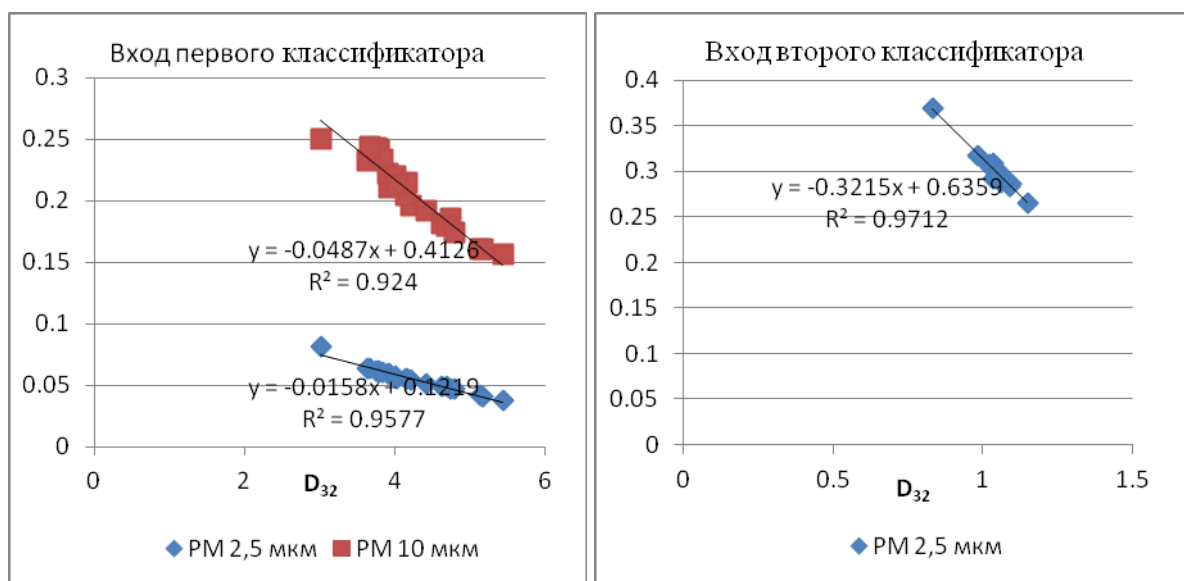 Вход первого классификатора
0.3
0.25
0.2
0.15
0.1
0.05
0
y = -0.0487x + 0.4126
R² = 0.924
y = -0.0158x + 0.1219
R² = 0.9577
0 2 4 6
D₃₂
РМ 2,5 мкм РМ 10 мкм
Вход второго классификатора
0.4
0.35
0.3
0.25
0.2
0.15
0.1
0.05
0
y = -0.3215x + 0.6359
R² = 0.9712
0 0.5 1 1.5
D₃₂
РМ 2,5 мкм